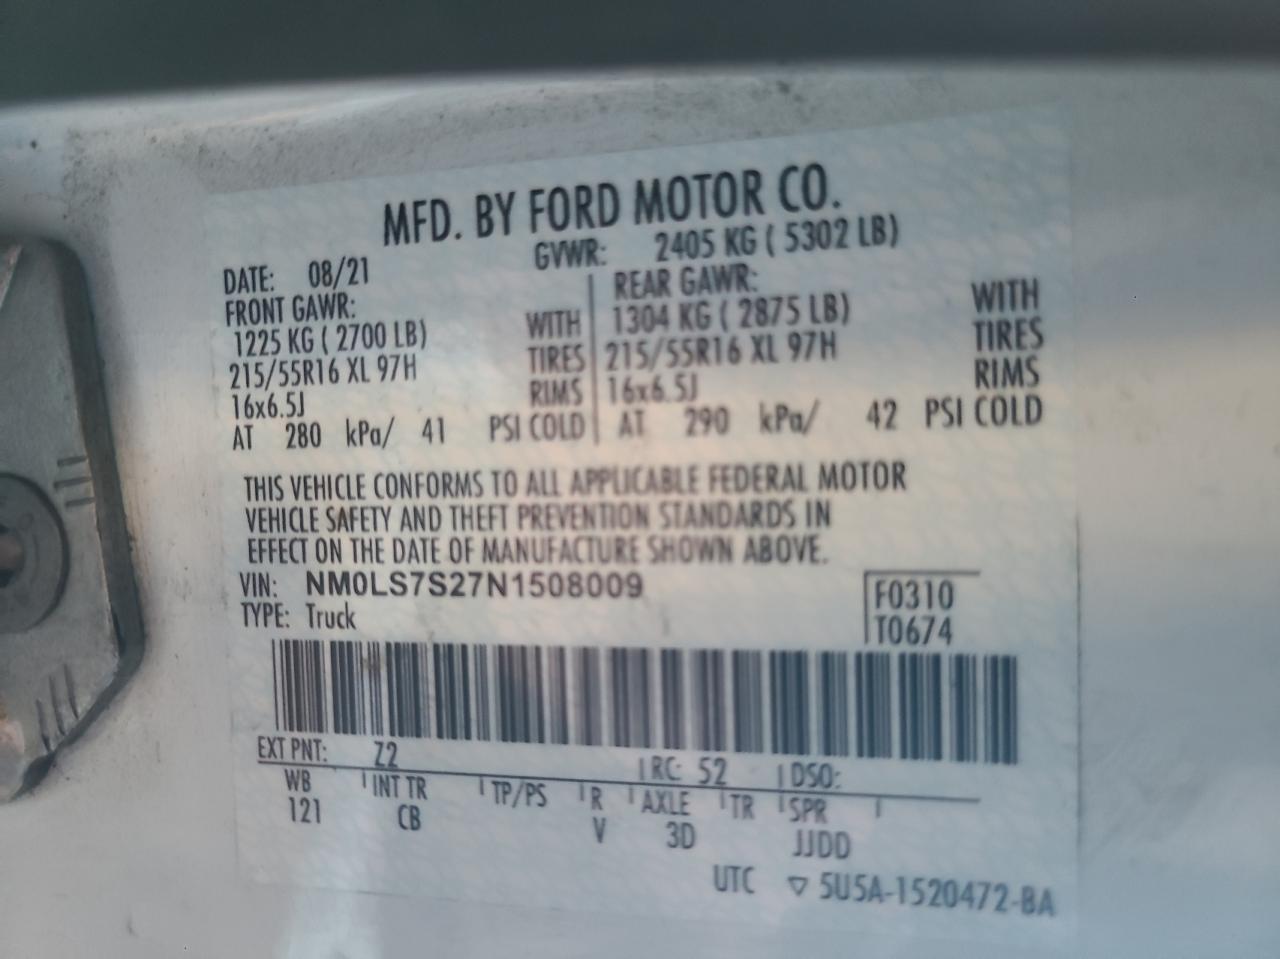 MFD. BY FORD MOTOR CO.
DATE: 08/21 GVWR: 2405 KG ( 5302 LB)
FRONT GAWR: REAR GAWR:
1225 KG ( 2700 LB) WITH 1304 KG ( 2875 LB) WITH
215/55R16 XL 97H TIRES 215/55R16 XL 97H TIRES
16x6.5J RIMS 16x6.5J RIMS
AT 280 kPa/ 41 PSI COLD AT 290 kPa/ 42 PSI COLD
THIS VEHICLE CONFORMS TO ALL APPLICABLE FEDERAL MOTOR
VEHICLE SAFETY AND THEFT PREVENTION STANDARDS IN
EFFECT ON THE DATE OF MANUFACTURE SHOWN ABOVE.
VIN: NM0LS7S27N1508009 F0310
TYPE: Truck T0674
EXT PNT: Z2 RC: 52 DSO:
WB INT TR TP/PS R AXLE TR SPR
121 CB V 3D JJDD
UTC ▽ 5U5A-1520472-BA